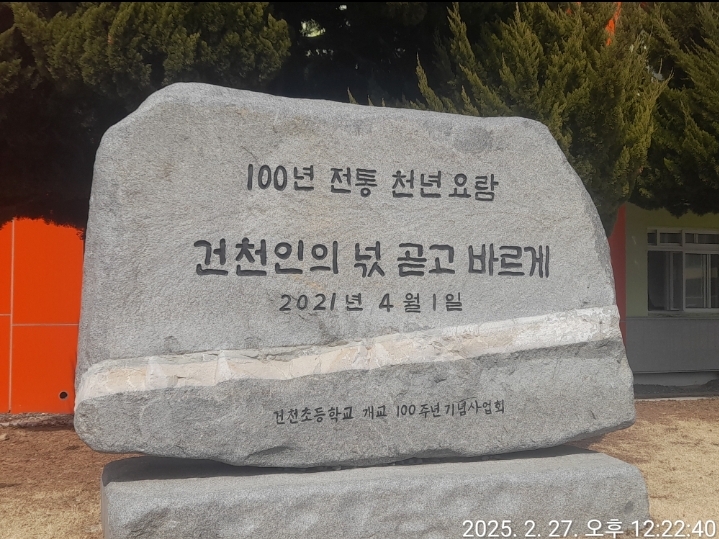 100년 전통 천년요람
건천인의 넋 곧고 바르게
2021년 4월 1일
건천초등학교 개교 100주년기념사업회
2025. 2. 27. 오후 12:22:40